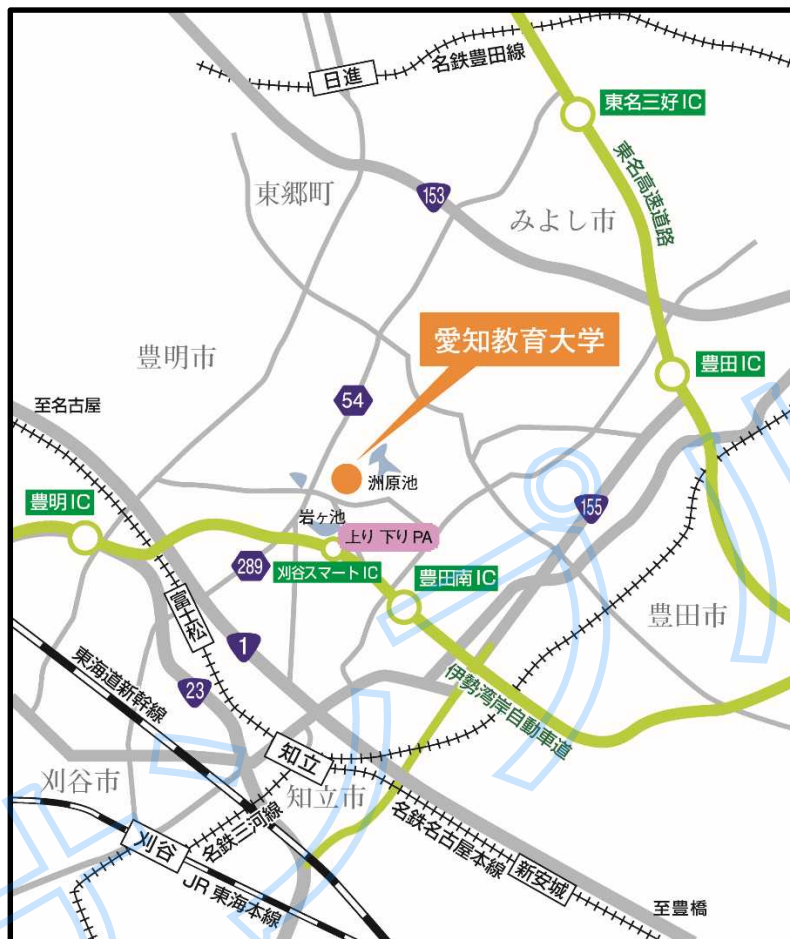 名鉄豊田線
日進
東名三好IC
東名高速道路
東郷町
153
みよし市
愛知教育大学
豊明市
豊田IC
54
至名古屋
洲原池
豊明IC
155
岩ヶ池
上り 下りPA
289
刈谷スマートIC
豊田南IC
富士松
豊田市
1
東海道新幹線
23
伊勢湾岸自動車道
知立
刈谷市
知立市
名鉄三河線
刈谷
名鉄名古屋本線
新安城
JR東海本線
至豊橋